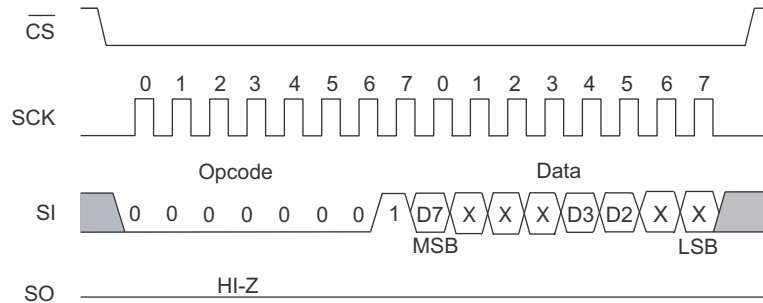 CS
SCK 0 1 2 3 4 5 6 7 0 1 2 3 4 5 6 7
Opcode Data
SI 0 0 0 0 0 0 0 1 D7 X X X D3 D2 X X
MSB LSB
HI-Z
SO